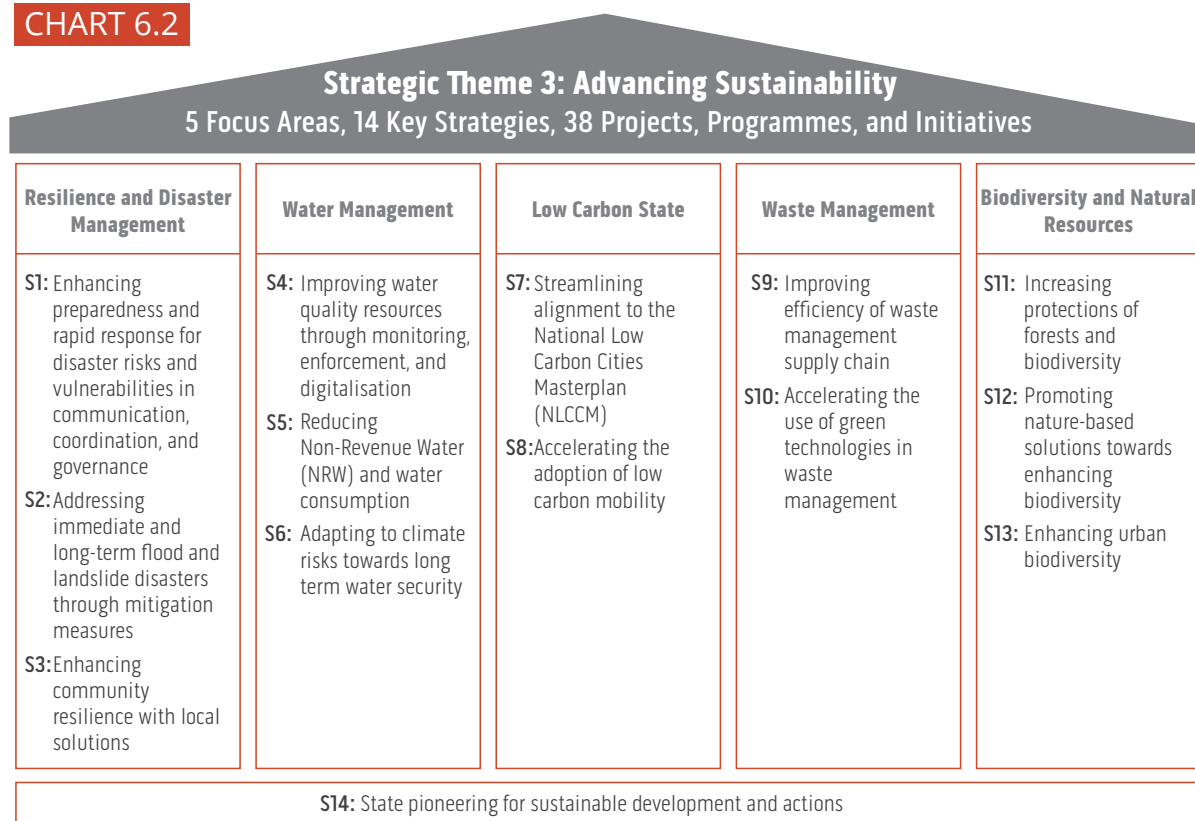 CHART 6.2
Strategic Theme 3: Advancing Sustainability
5 Focus Areas, 14 Key Strategies, 38 Projects, Programmes, and Initiatives
Resilience and Disaster
Management
S1: Enhancing
preparedness and
rapid response for
disaster risks and
vulnerabilities in
communication,
coordination, and
governance
S2: Addressing
immediate and
long-term flood and
landslide disasters
through mitigation
measures
S3: Enhancing
community
resilience with local
solutions
Water Management
S4: Improving water
quality resources
through monitoring,
enforcement, and
digitalisation
S5: Reducing
Non-Revenue Water
(NRW) and water
consumption
S6: Adapting to climate
risks towards long
term water security
Low Carbon State
S7: Streamlining
alignment to the
National Low
Carbon Cities
Masterplan
(NLCCM)
S8: Accelerating the
adoption of low
carbon mobility
Waste Management
S9: Improving
efficiency of waste
management
supply chain
S10: Accelerating the
use of green
technologies in
waste
management
Biodiversity and Natural
Resources
S11: Increasing
protections of
forests and
biodiversity
S12: Promoting
nature-based
solutions towards
enhancing
biodiversity
S13: Enhancing urban
biodiversity
S14: State pioneering for sustainable development and actions